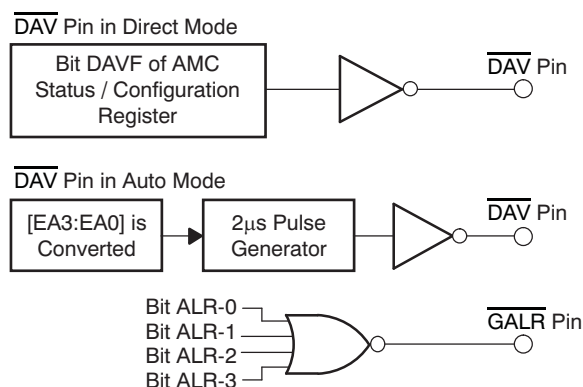 DAV Pin in Direct Mode
Bit DAVF of AMC
Status / Configuration
Register
DAV Pin
DAV Pin in Auto Mode
[EA3:EA0] is
Converted
2μs Pulse
Generator
DAV Pin
Bit ALR-0
Bit ALR-1
Bit ALR-2
Bit ALR-3
GALR Pin